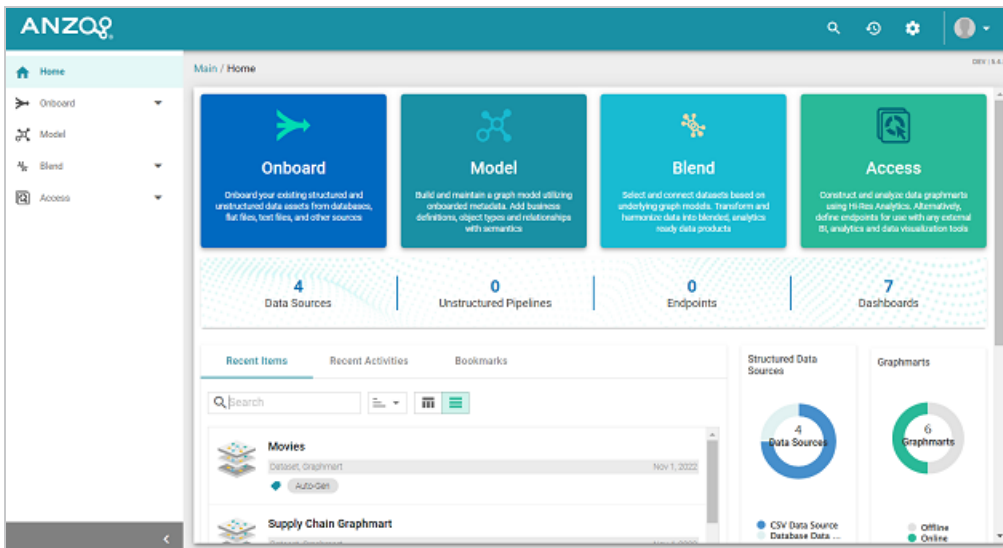 ANZO
Home
Onboard
Model
Blend
Access
Main / Home
Onboard
Onboard your existing structured and
unstructured data assets from databases,
flat files, text files, and other sources
Model
Build and maintain a graph model utilizing
onboarded metadata. Add business
definitions, object types and relationships
with semantics
Blend
Select and connect datasets based on
underlying graph models. Transform and
harmonize data into blended, analytics
ready data products
Access
Construct and analyze data graphmarts
using Hi-Res Analytics. Alternatively,
define endpoints for use with any external
BI, analytics and data visualization tools
4
Data Sources
0
Unstructured Pipelines
0
Endpoints
7
Dashboards
Recent Items
Recent Activities
Bookmarks
Search
Movies
Dataset, Graphmart
Nov 1, 2022
Auto-Gen
Supply Chain Graphmart
Structured Data
Sources
4
Data Sources
CSV Data Source
Database Data ...
Graphmarts
6
Graphmarts
Offline
Online